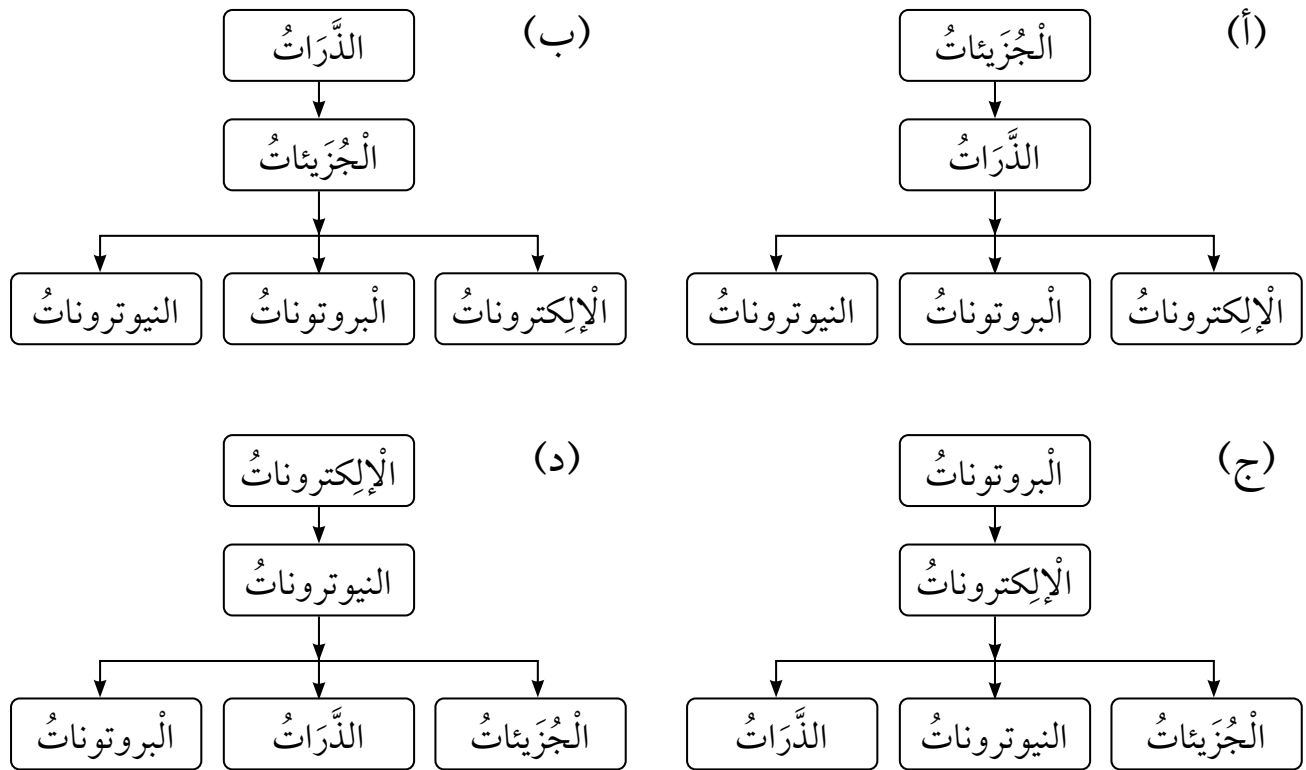 (أ)
الْجُزَيئاتُ
الذَّرَاتُ
الْإلِكتروناتُ
الْبروتوناتُ
النيوتروناتُ
(ب)
الذَّرَاتُ
الْجُزَيئاتُ
الْإلِكتروناتُ
الْبروتوناتُ
النيوتروناتُ
(ج)
الْبروتوناتُ
الْإلِكتروناتُ
الْجُزَيئاتُ
النيوتروناتُ
الذَّرَاتُ
(د)
الْإلِكتروناتُ
النيوتروناتُ
الْجُزَيئاتُ
الذَّرَاتُ
الْبروتوناتُ